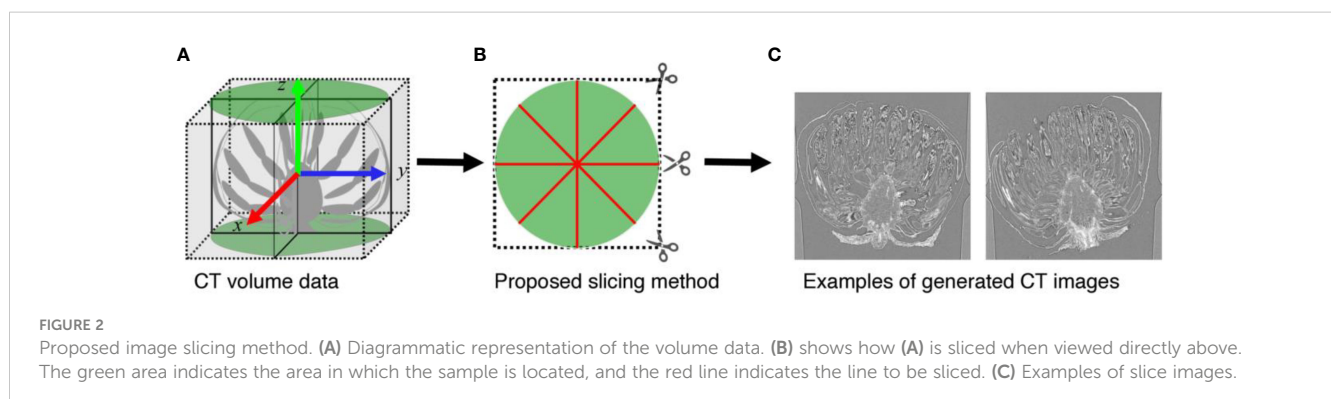 A
B
C
z
y
x
CT volume data
Proposed slicing method
Examples of generated CT images
FIGURE 2
Proposed image slicing method. (A) Diagrammatic representation of the volume data. (B) shows how (A) is sliced when viewed directly above.
The green area indicates the area in which the sample is located, and the red line indicates the line to be sliced. (C) Examples of slice images.